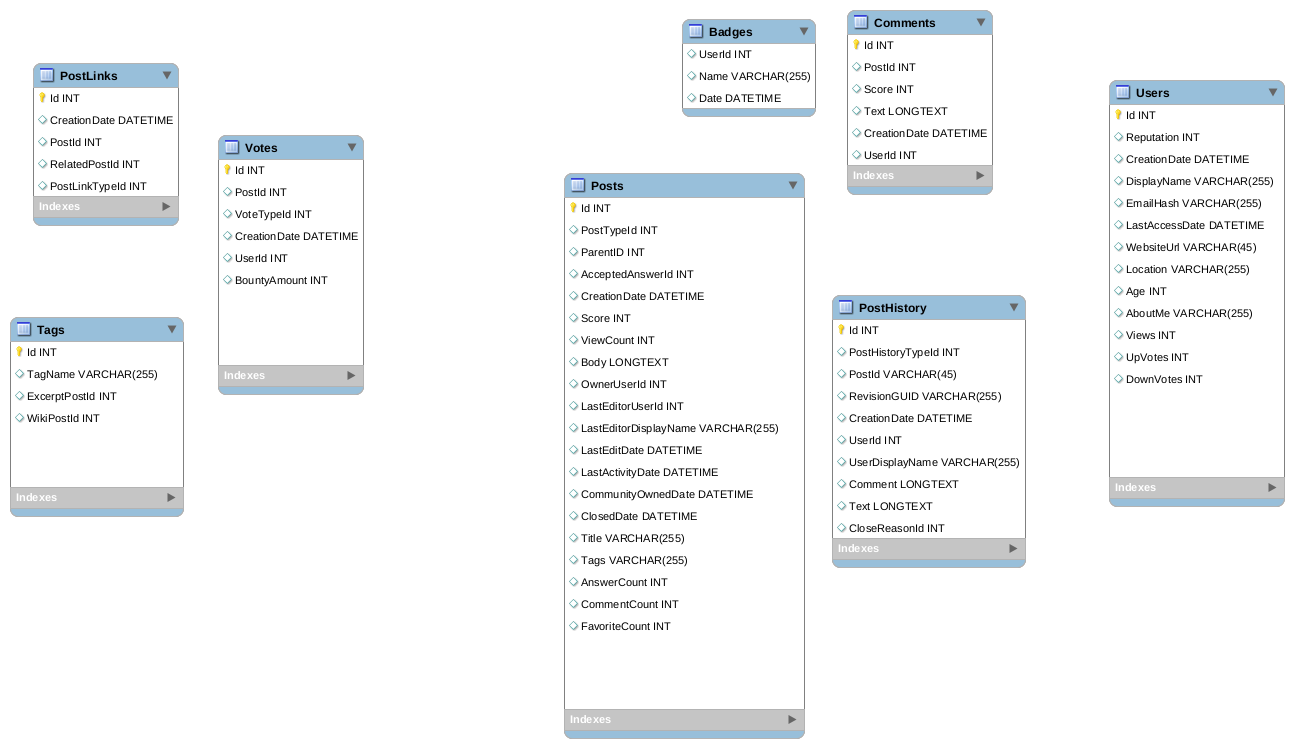 PostLinks
Id INT
CreationDate DATETIME
PostId INT
RelatedPostId INT
PostLinkTypeId INT
Indexes
Votes
Id INT
PostId INT
VoteTypeId INT
CreationDate DATETIME
UserId INT
BountyAmount INT
Indexes
Tags
Id INT
TagName VARCHAR(255)
ExcerptPostId INT
WikiPostId INT
Indexes
Badges
UserId INT
Name VARCHAR(255)
Date DATETIME
Comments
Id INT
PostId INT
Score INT
Text LONGTEXT
CreationDate DATETIME
UserId INT
Indexes
Posts
Id INT
PostTypeId INT
ParentID INT
AcceptedAnswerId INT
CreationDate DATETIME
Score INT
ViewCount INT
Body LONGTEXT
OwnerUserId INT
LastEditorUserId INT
LastEditorDisplayName VARCHAR(255)
LastEditDate DATETIME
LastActivityDate DATETIME
CommunityOwnedDate DATETIME
ClosedDate DATETIME
Title VARCHAR(255)
Tags VARCHAR(255)
AnswerCount INT
CommentCount INT
FavoriteCount INT
Indexes
PostHistory
Id INT
PostHistoryTypeId INT
PostId VARCHAR(45)
RevisionGUID VARCHAR(255)
CreationDate DATETIME
UserId INT
UserDisplayName VARCHAR(255)
Comment LONGTEXT
Text LONGTEXT
CloseReasonId INT
Indexes
Users
Id INT
Reputation INT
CreationDate DATETIME
DisplayName VARCHAR(255)
EmailHash VARCHAR(255)
LastAccessDate DATETIME
WebsiteUrl VARCHAR(45)
Location VARCHAR(255)
Age INT
AboutMe VARCHAR(255)
Views INT
UpVotes INT
DownVotes INT
Indexes